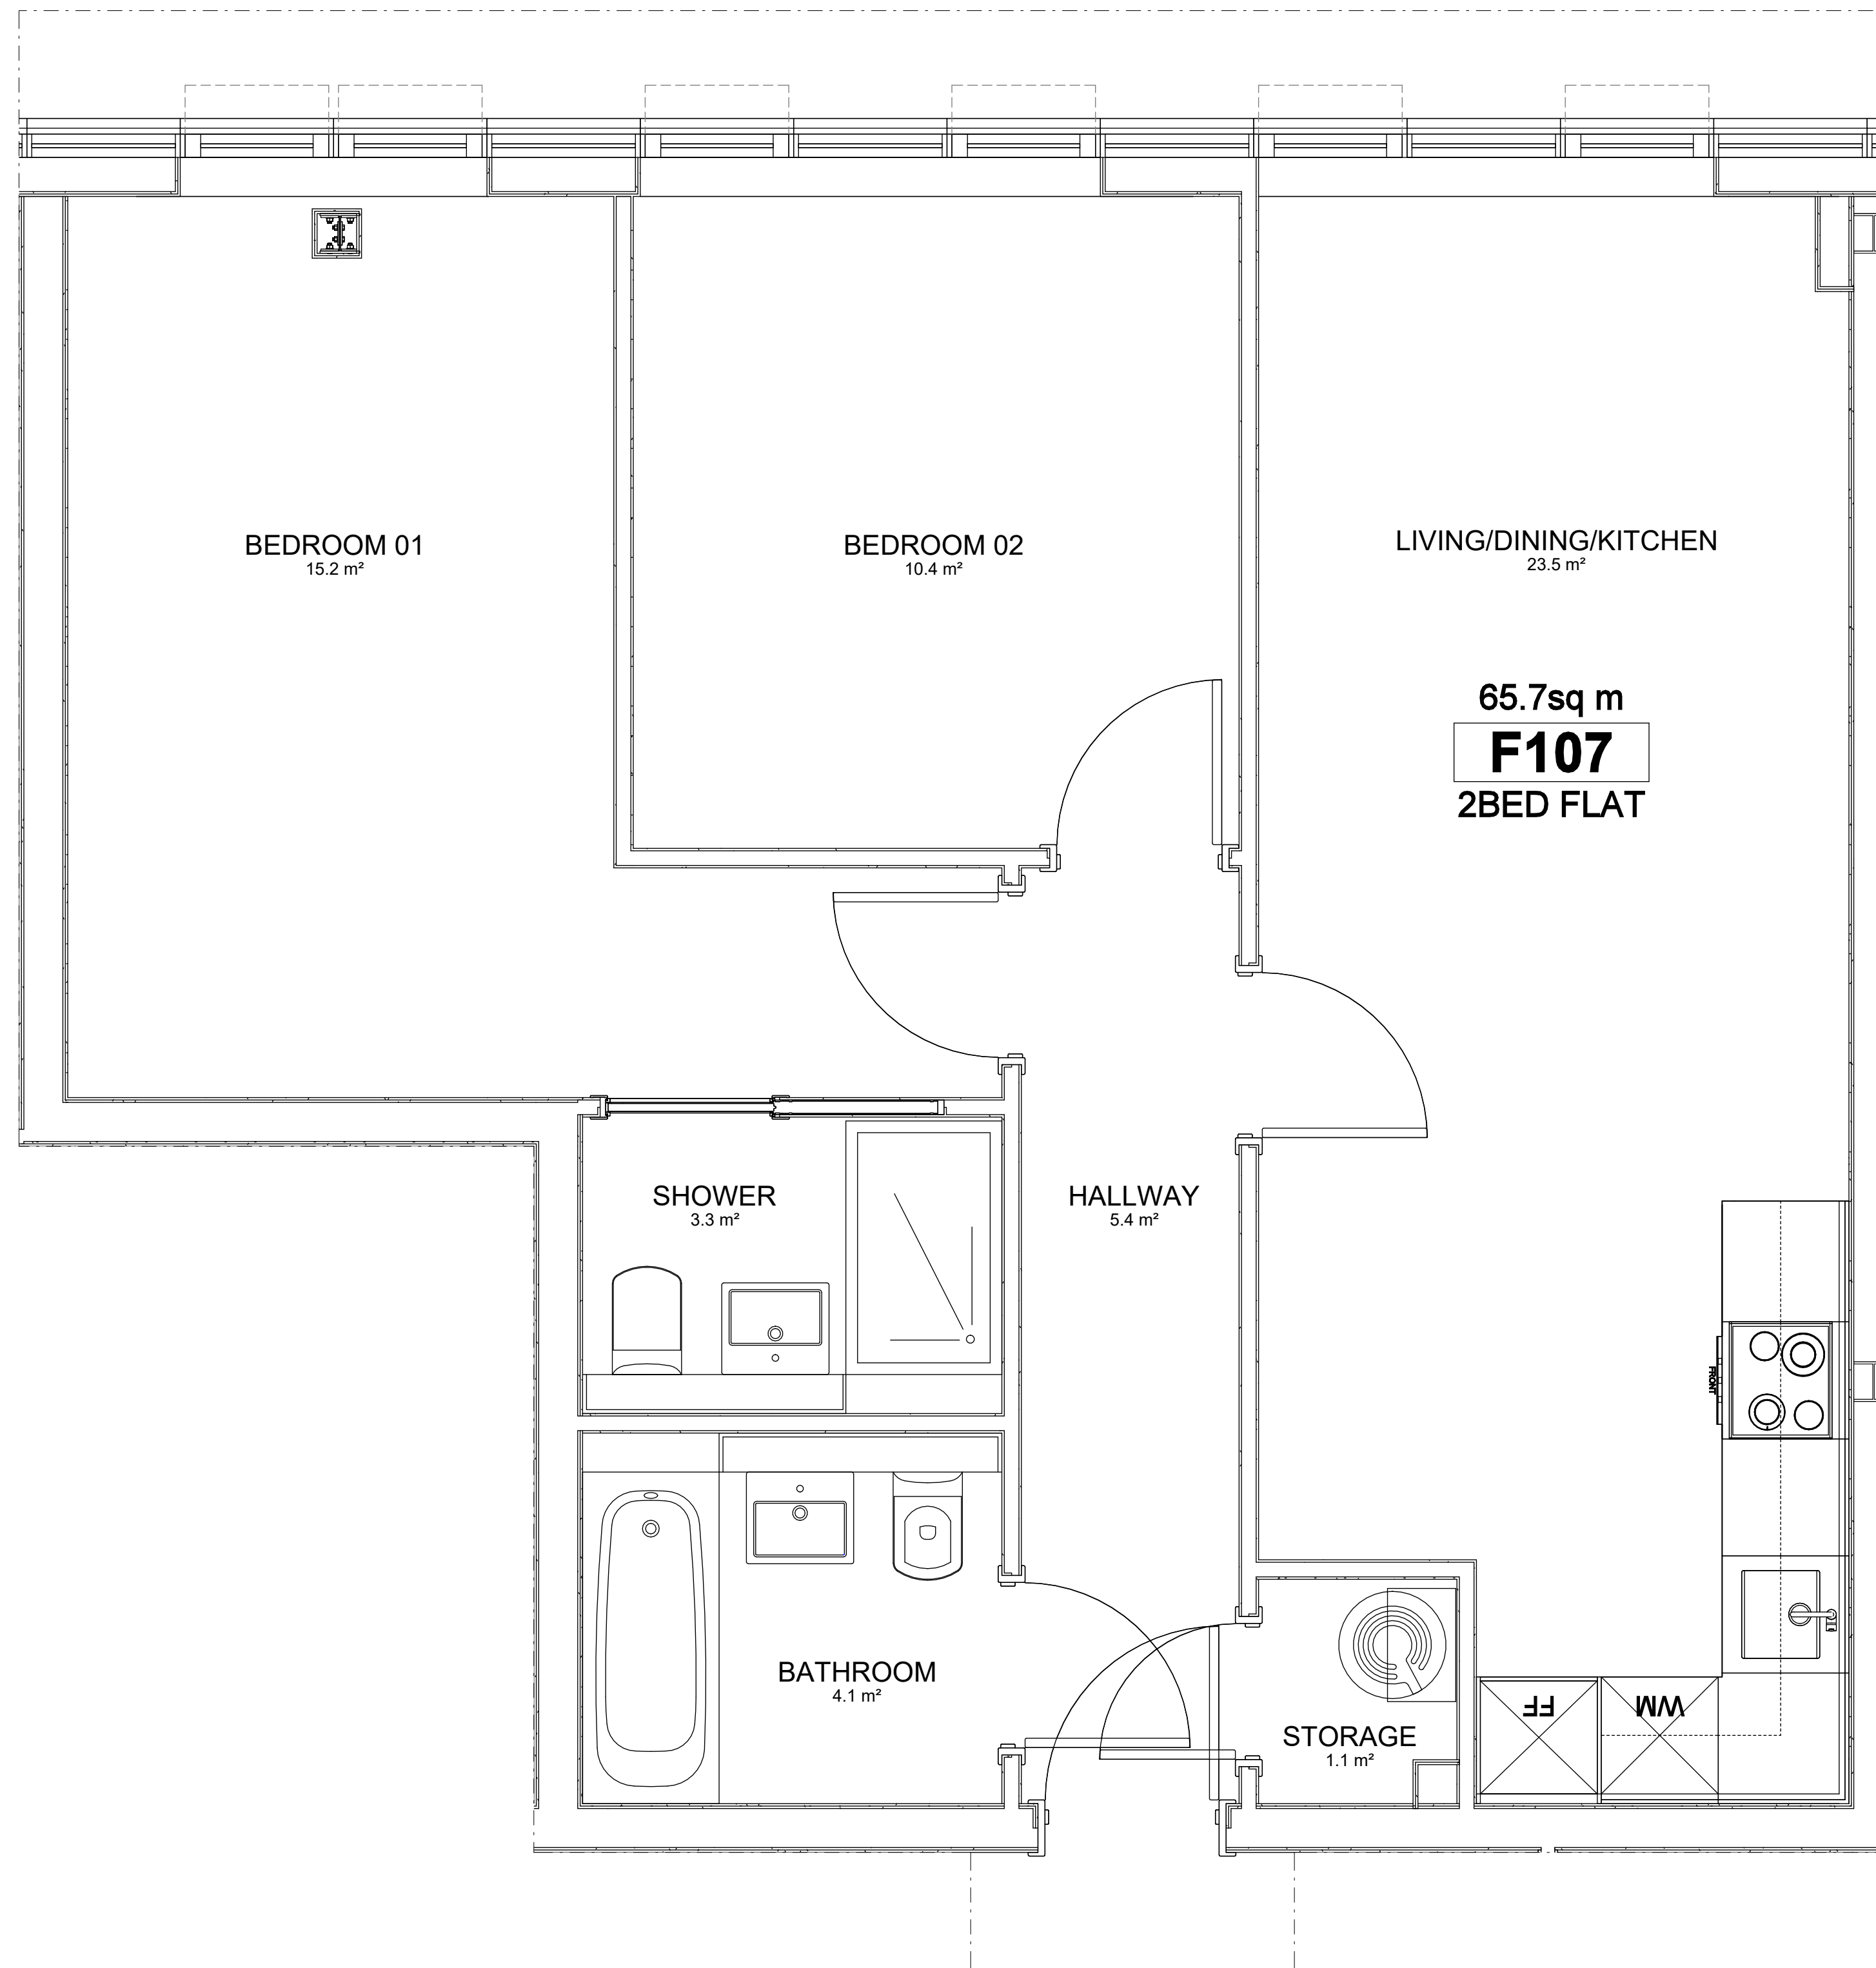 BEDROOM 01
15.2 m²
BEDROOM 02
10.4 m²
LIVING/DINING/KITCHEN
23.5 m²
65.7sq m
F107
2BED FLAT
SHOWER
3.3 m²
HALLWAY
5.4 m²
FRONT
BATHROOM
4.1 m²
STORAGE
1.1 m²
FF
WM